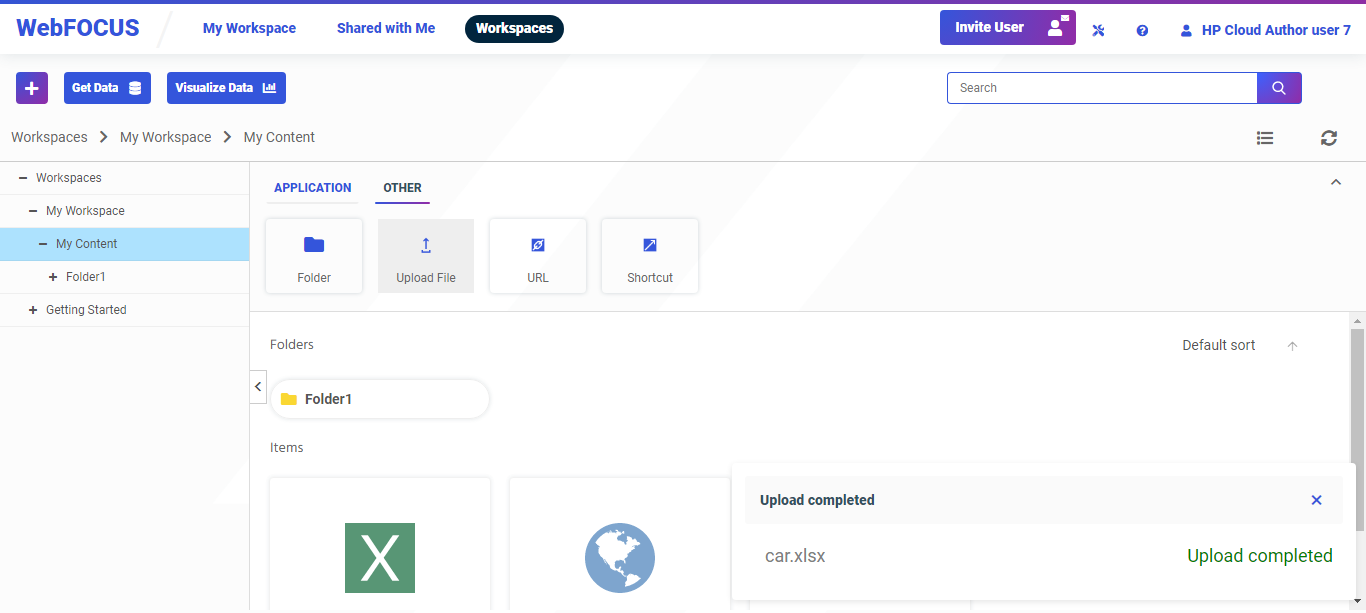 WebFOCUS My Workspace Shared with Me Workspaces Invite User HP Cloud Author user 7
+ Get Data Visualize Data Search
Workspaces > My Workspace > My Content
Workspaces
My Workspace
My Content
Folder1
Getting Started
APPLICATION OTHER
Folder Upload File URL Shortcut
Folders Default sort
Folder1
Items
X
Upload completed
car.xlsx Upload completed